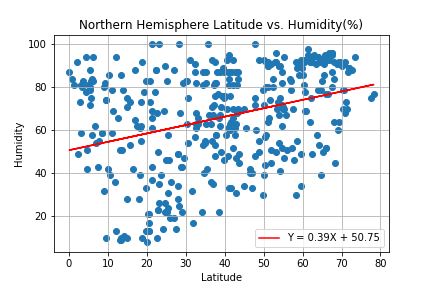 Northern Hemisphere Latitude vs. Humidity(%)
100
80
60
40
20
Humidity
0 10 20 30 40 50 60 70 80
Latitude
Y = 0.39X + 50.75